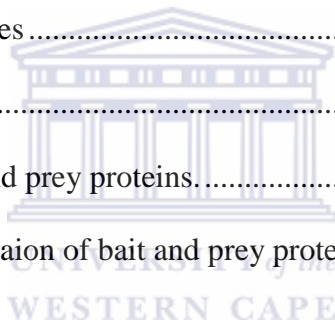 es ..........................................
................................................
d prey proteins. ....................
aion of bait and prey prote
UNIVERSITY of the
WESTERN CAPE